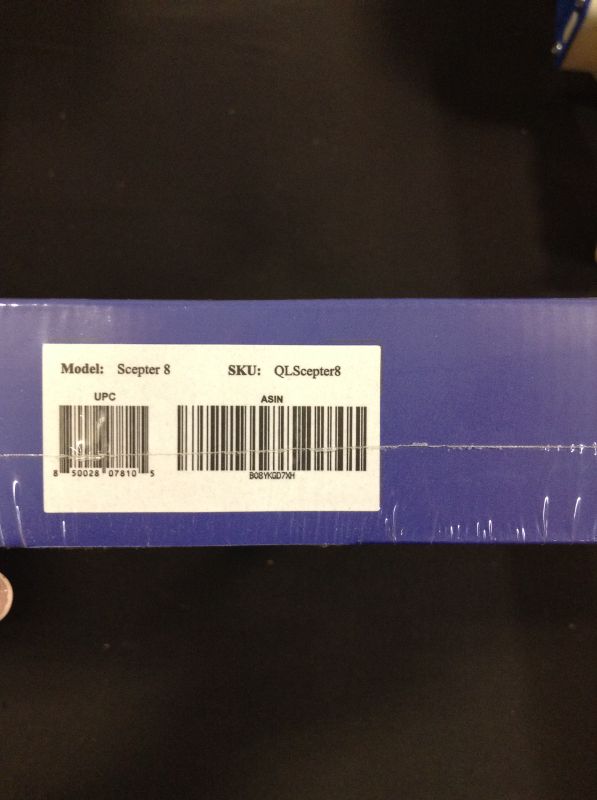 Model: Scepter 8 SKU: QLScepter8
UPC ASIN
8 50028 07810 5
B08YKGD7XH